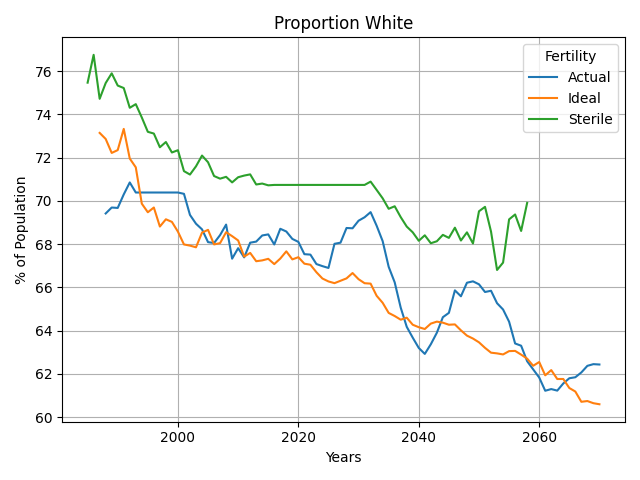 Proportion White
Fertility
Actual
Ideal
Sterile
% of Population
76
74
72
70
68
66
64
62
60
2000
2020
2040
2060
Years